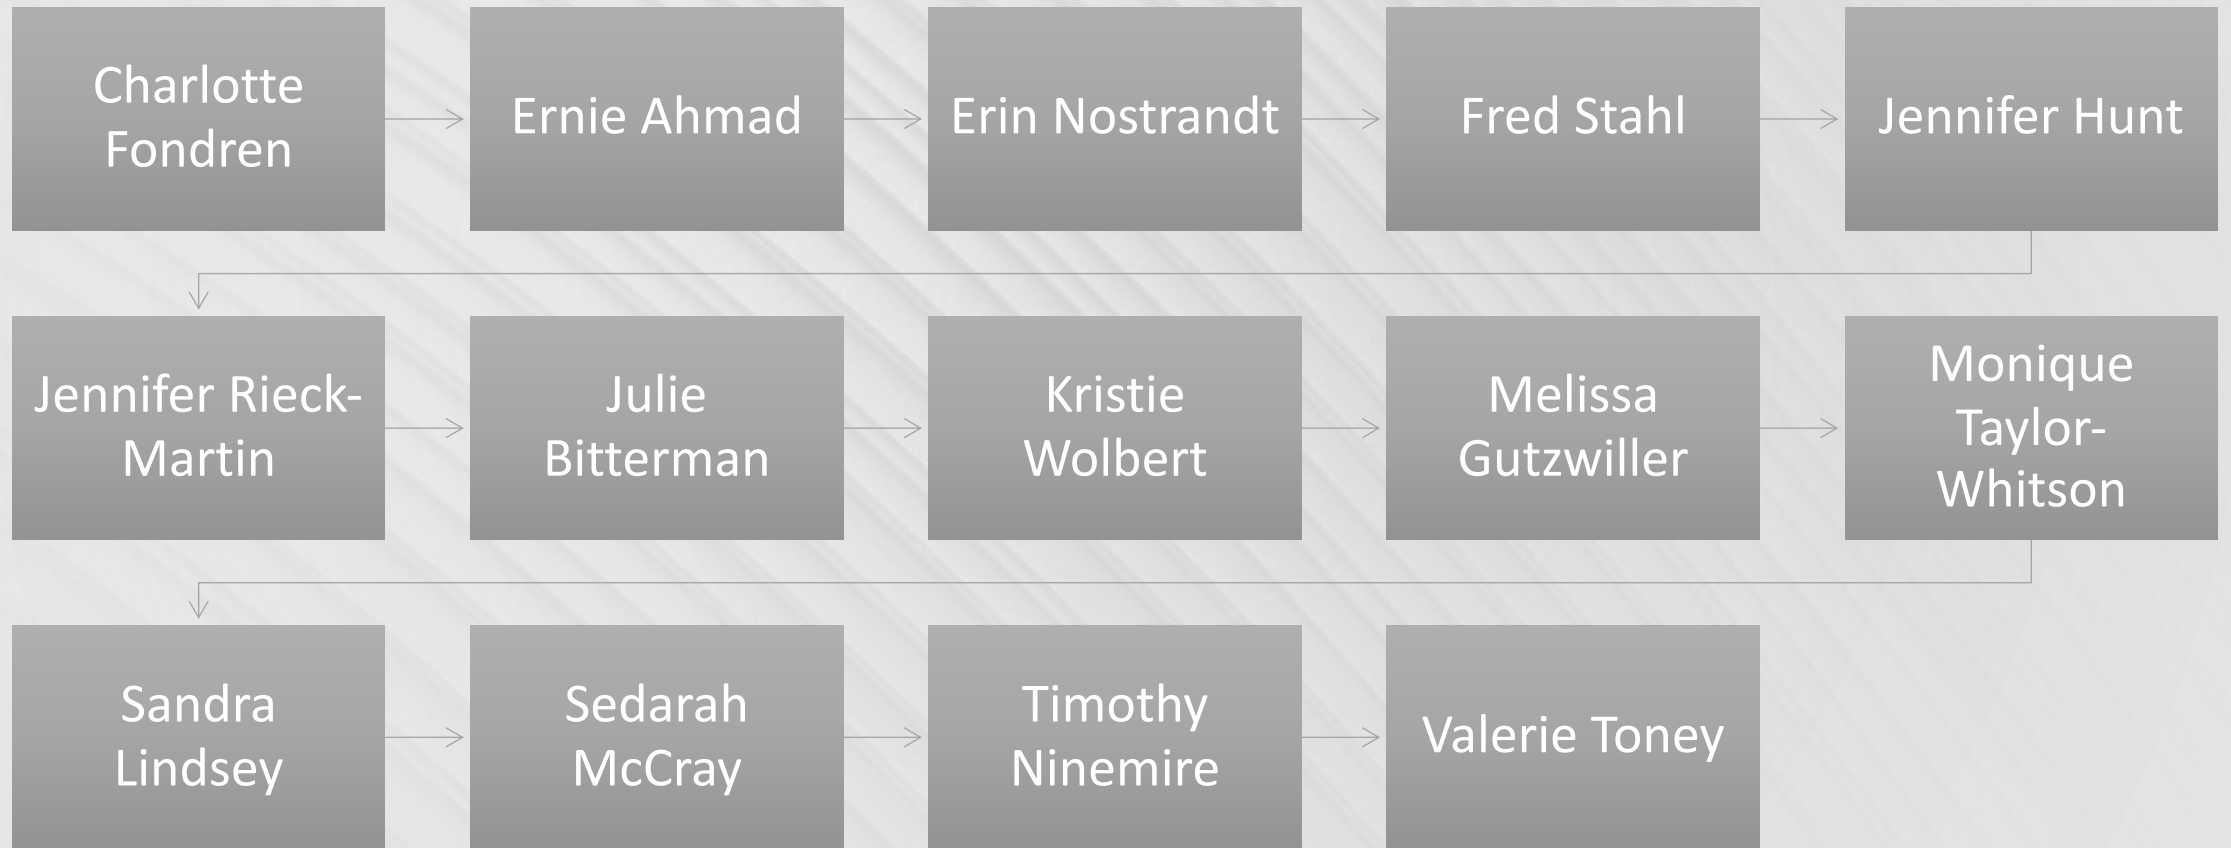 Charlotte
Fondren
Ernie Ahmad
Erin Nostrandt
Fred Stahl
Jennifer Hunt
Jennifer Rieck-
Martin
Julie
Bitterman
Kristie
Wolbert
Melissa
Gutzwiller
Monique
Taylor-
Whitson
Sandra
Lindsey
Sedarah
McCray
Timothy
Ninemire
Valerie Toney